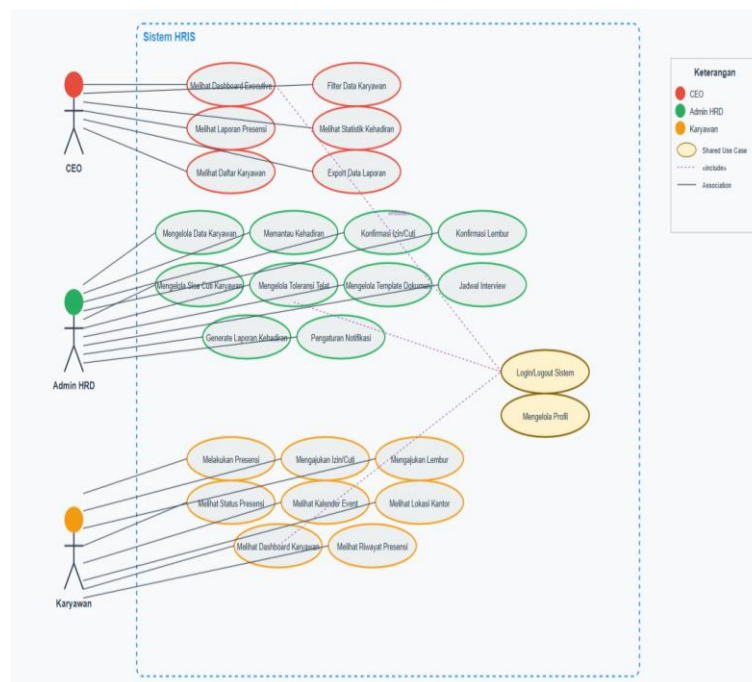 Sistem HRIS
Melihat Dashboard Executive
Filter Data Karyawan
Melihat Laporan Presensi
Melihat Statistik Kehadiran
CEO
Melihat Daftar Karyawan
Export Data Laporan
Keterangan
CEO
Admin HRD
Karyawan
Shared Use Case
«include»
Association
Mengelola Data Karyawan
Memantau Kehadiran
Konfirmasi Izin/Cuti
Konfirmasi Lembur
Mengelola Sisa Cuti Karyawan
Mengelola Toleransi Telat
Mengelola Template Dokumen
Jadwal Interview
Generate Laporan Kehadiran
Pengaturan Notifikasi
Admin HRD
Login/Logout Sistem
Mengelola Profil
Melakukan Presensi
Mengajukan Izin/Cuti
Mengajukan Lembur
Melihat Status Presensi
Melihat Kalender Event
Melihat Lokasi Kantor
Melihat Dashboard Karyawan
Melihat Riwayat Presensi
Karyawan